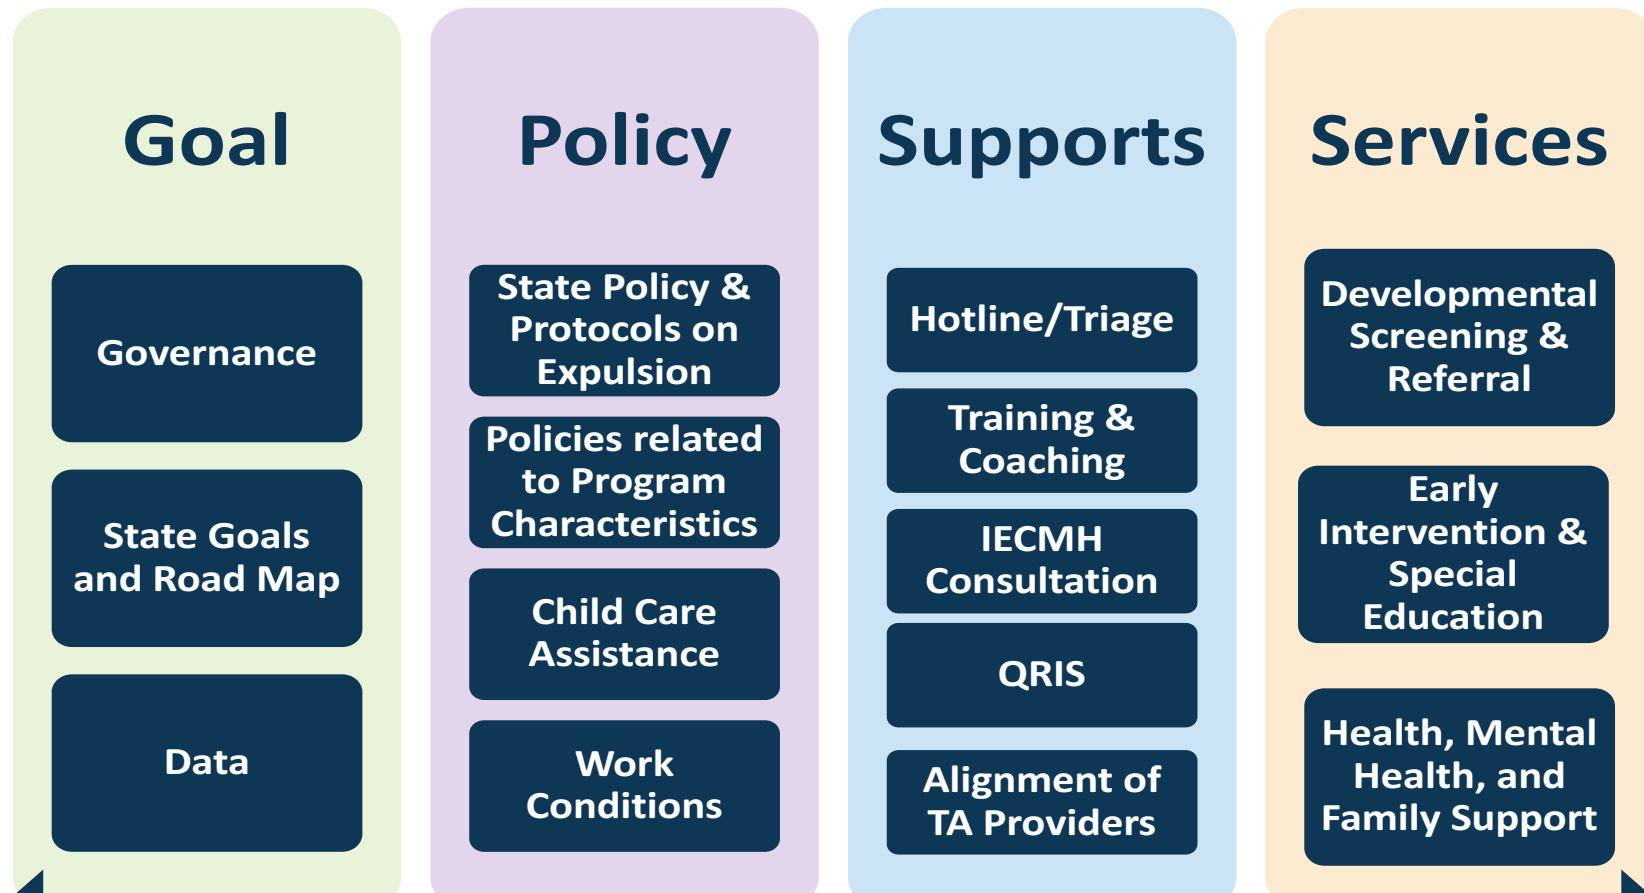 Goal
Governance
State Goals
and Road Map
Data
Policy
State Policy &
Protocols on
Expulsion
Policies related
to Program
Characteristics
Child Care
Assistance
Work
Conditions
Supports
Hotline/Triage
Training &
Coaching
IECMH
Consultation
QRIS
Alignment of
TA Providers
Services
Developmental
Screening &
Referral
Early
Intervention &
Special
Education
Health, Mental
Health, and
Family Support